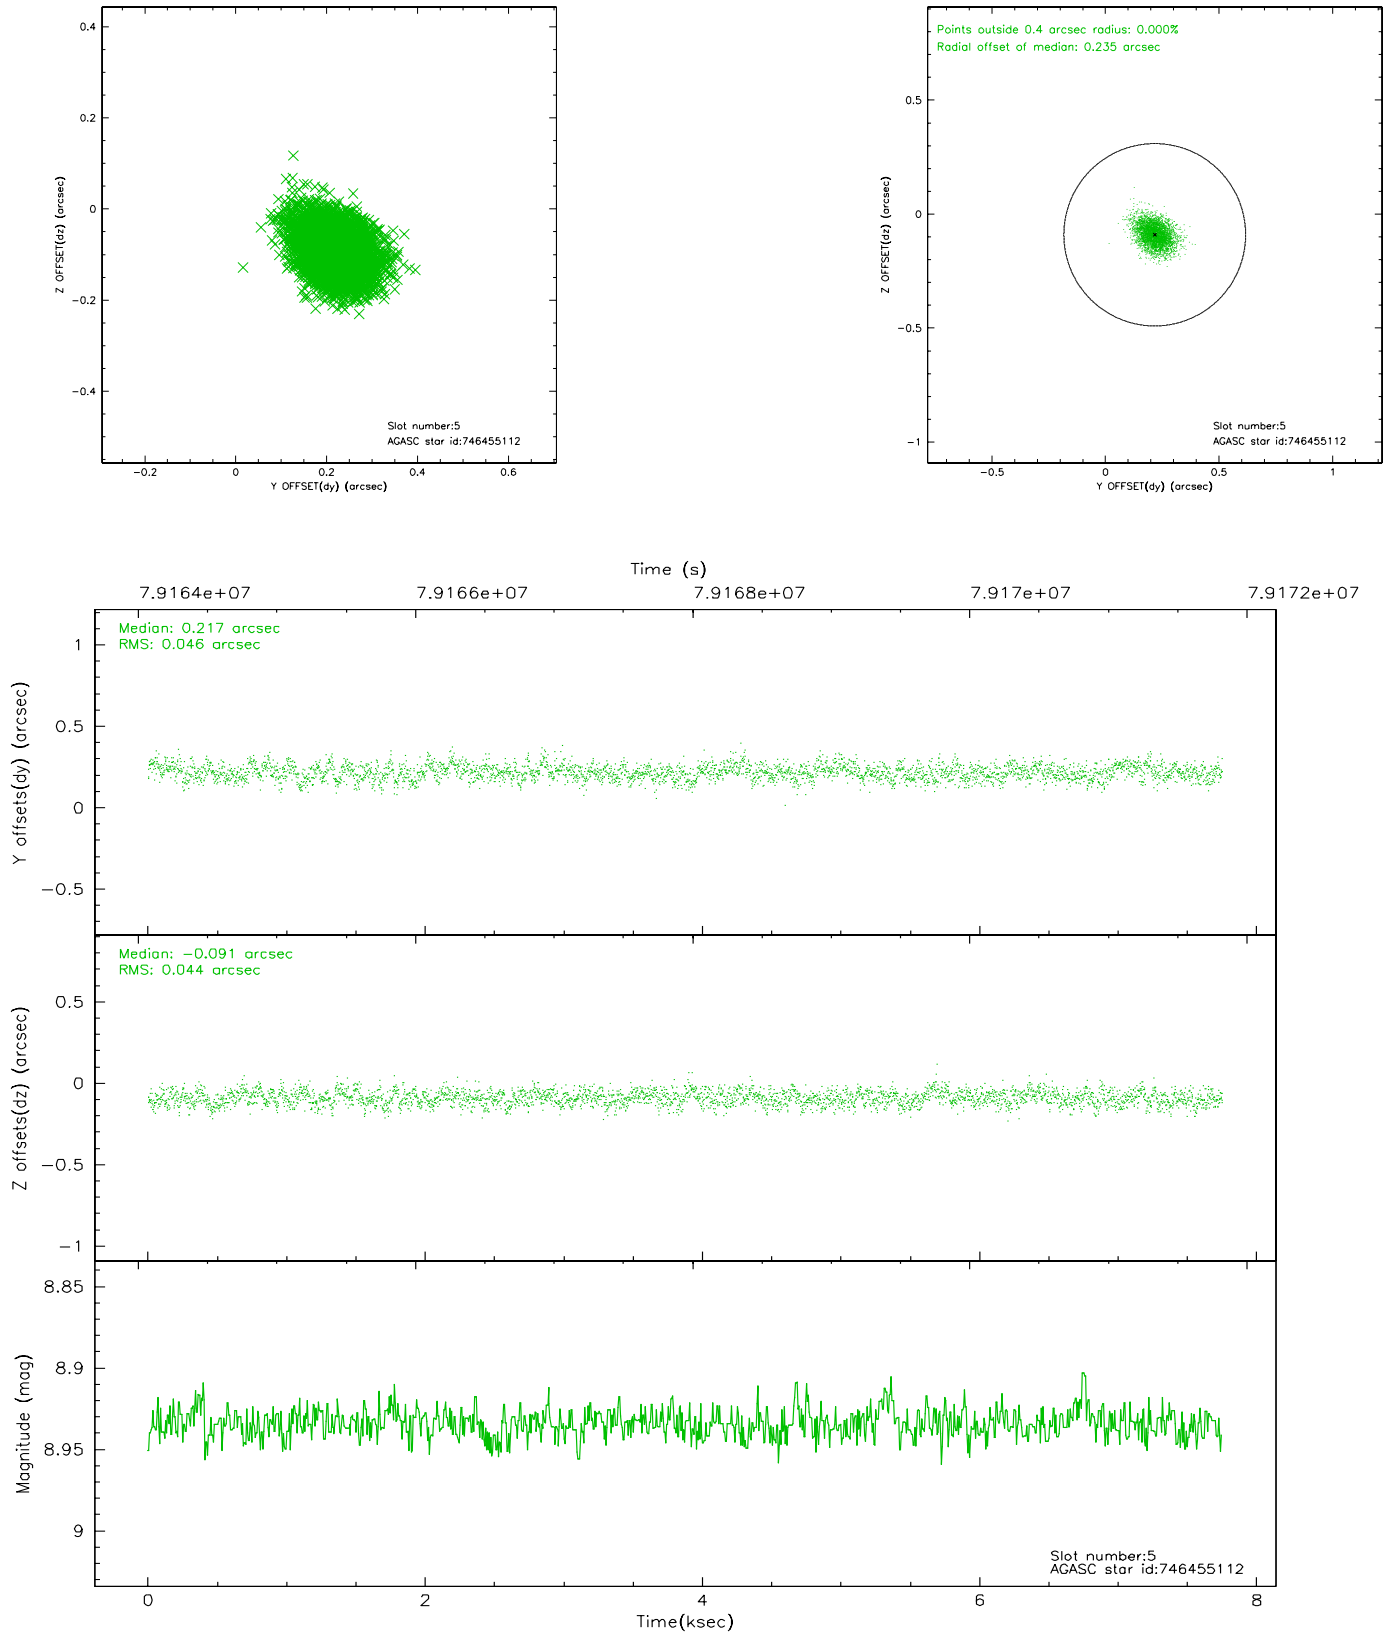 0.4
0.2
0
−0.2
−0.4
Z OFFSET(dz) (arcsec)
Slot number:5
AGASC star id:746455112
−0.2
0
0.2
0.4
0.6
Y OFFSET(dy) (arcsec)
Points outside 0.4 arcsec radius: 0.000%
Radial offset of median: 0.235 arcsec
0.5
0
−0.5
−1
Z OFFSET(dz) (arcsec)
Slot number:5
AGASC star id:746455112
−0.5
0
0.5
1
Y OFFSET(dy) (arcsec)
Time (s)
7.9164e+07
7.9166e+07
7.9168e+07
7.917e+07
7.9172e+07
Median: 0.217 arcsec
RMS: 0.046 arcsec
1
0.5
0
−0.5
Y offsets(dy) (arcsec)
Median: −0.091 arcsec
RMS: 0.044 arcsec
0.5
0
−0.5
−1
Z offsets(dz) (arcsec)
8.85
8.9
8.95
9
Magnitude (mag)
Slot number:5
AGASC star id:746455112
0
2
4
6
8
Time(ksec)